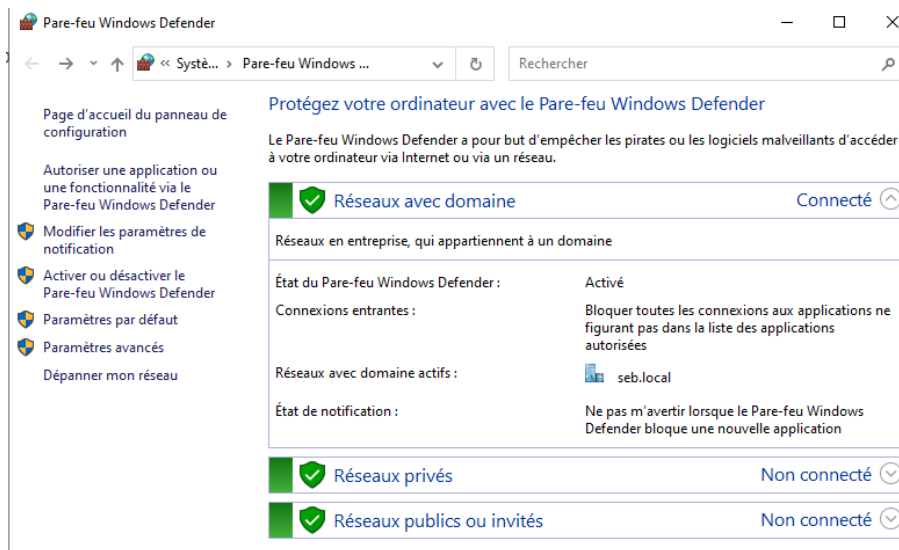 Pare-feu Windows Defender
« Systè... › Pare-feu Windows ...
Rechercher
Page d'accueil du panneau de
configuration
Autoriser une application ou
une fonctionnalité via le
Pare-feu Windows Defender
Modifier les paramètres de
notification
Activer ou désactiver le
Pare-feu Windows Defender
Paramètres par défaut
Paramètres avancés
Dépanner mon réseau
Protégez votre ordinateur avec le Pare-feu Windows Defender
Le Pare-feu Windows Defender a pour but d'empêcher les pirates ou les logiciels malveillants d'accéder
à votre ordinateur via Internet ou via un réseau.
Réseaux avec domaine Connecté
Réseaux en entreprise, qui appartiennent à un domaine
État du Pare-feu Windows Defender : Activé
Connexions entrantes : Bloquer toutes les connexions aux applications ne
figurant pas dans la liste des applications
autorisées
Réseaux avec domaine actifs : seb.local
État de notification : Ne pas m'avertir lorsque le Pare-feu Windows
Defender bloque une nouvelle application
Réseaux privés Non connecté
Réseaux publics ou invités Non connecté